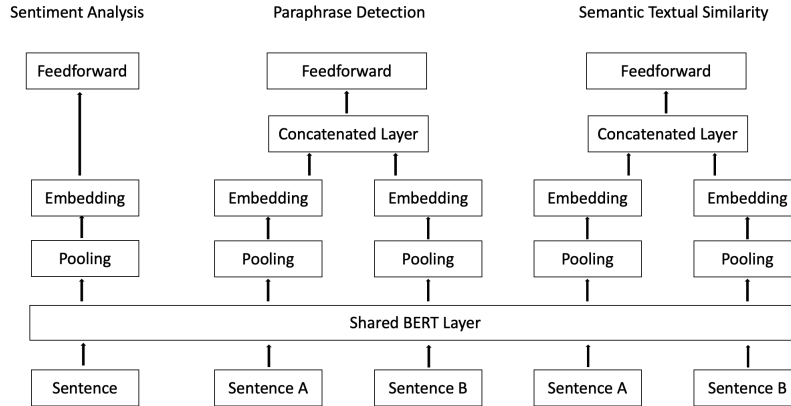 Sentiment Analysis
Paraphrase Detection
Semantic Textual Similarity
Feedforward
Feedforward
Feedforward
Concatenated Layer
Concatenated Layer
Embedding
Embedding
Embedding
Embedding
Embedding
Pooling
Pooling
Pooling
Pooling
Pooling
Shared BERT Layer
Sentence
Sentence A
Sentence B
Sentence A
Sentence B